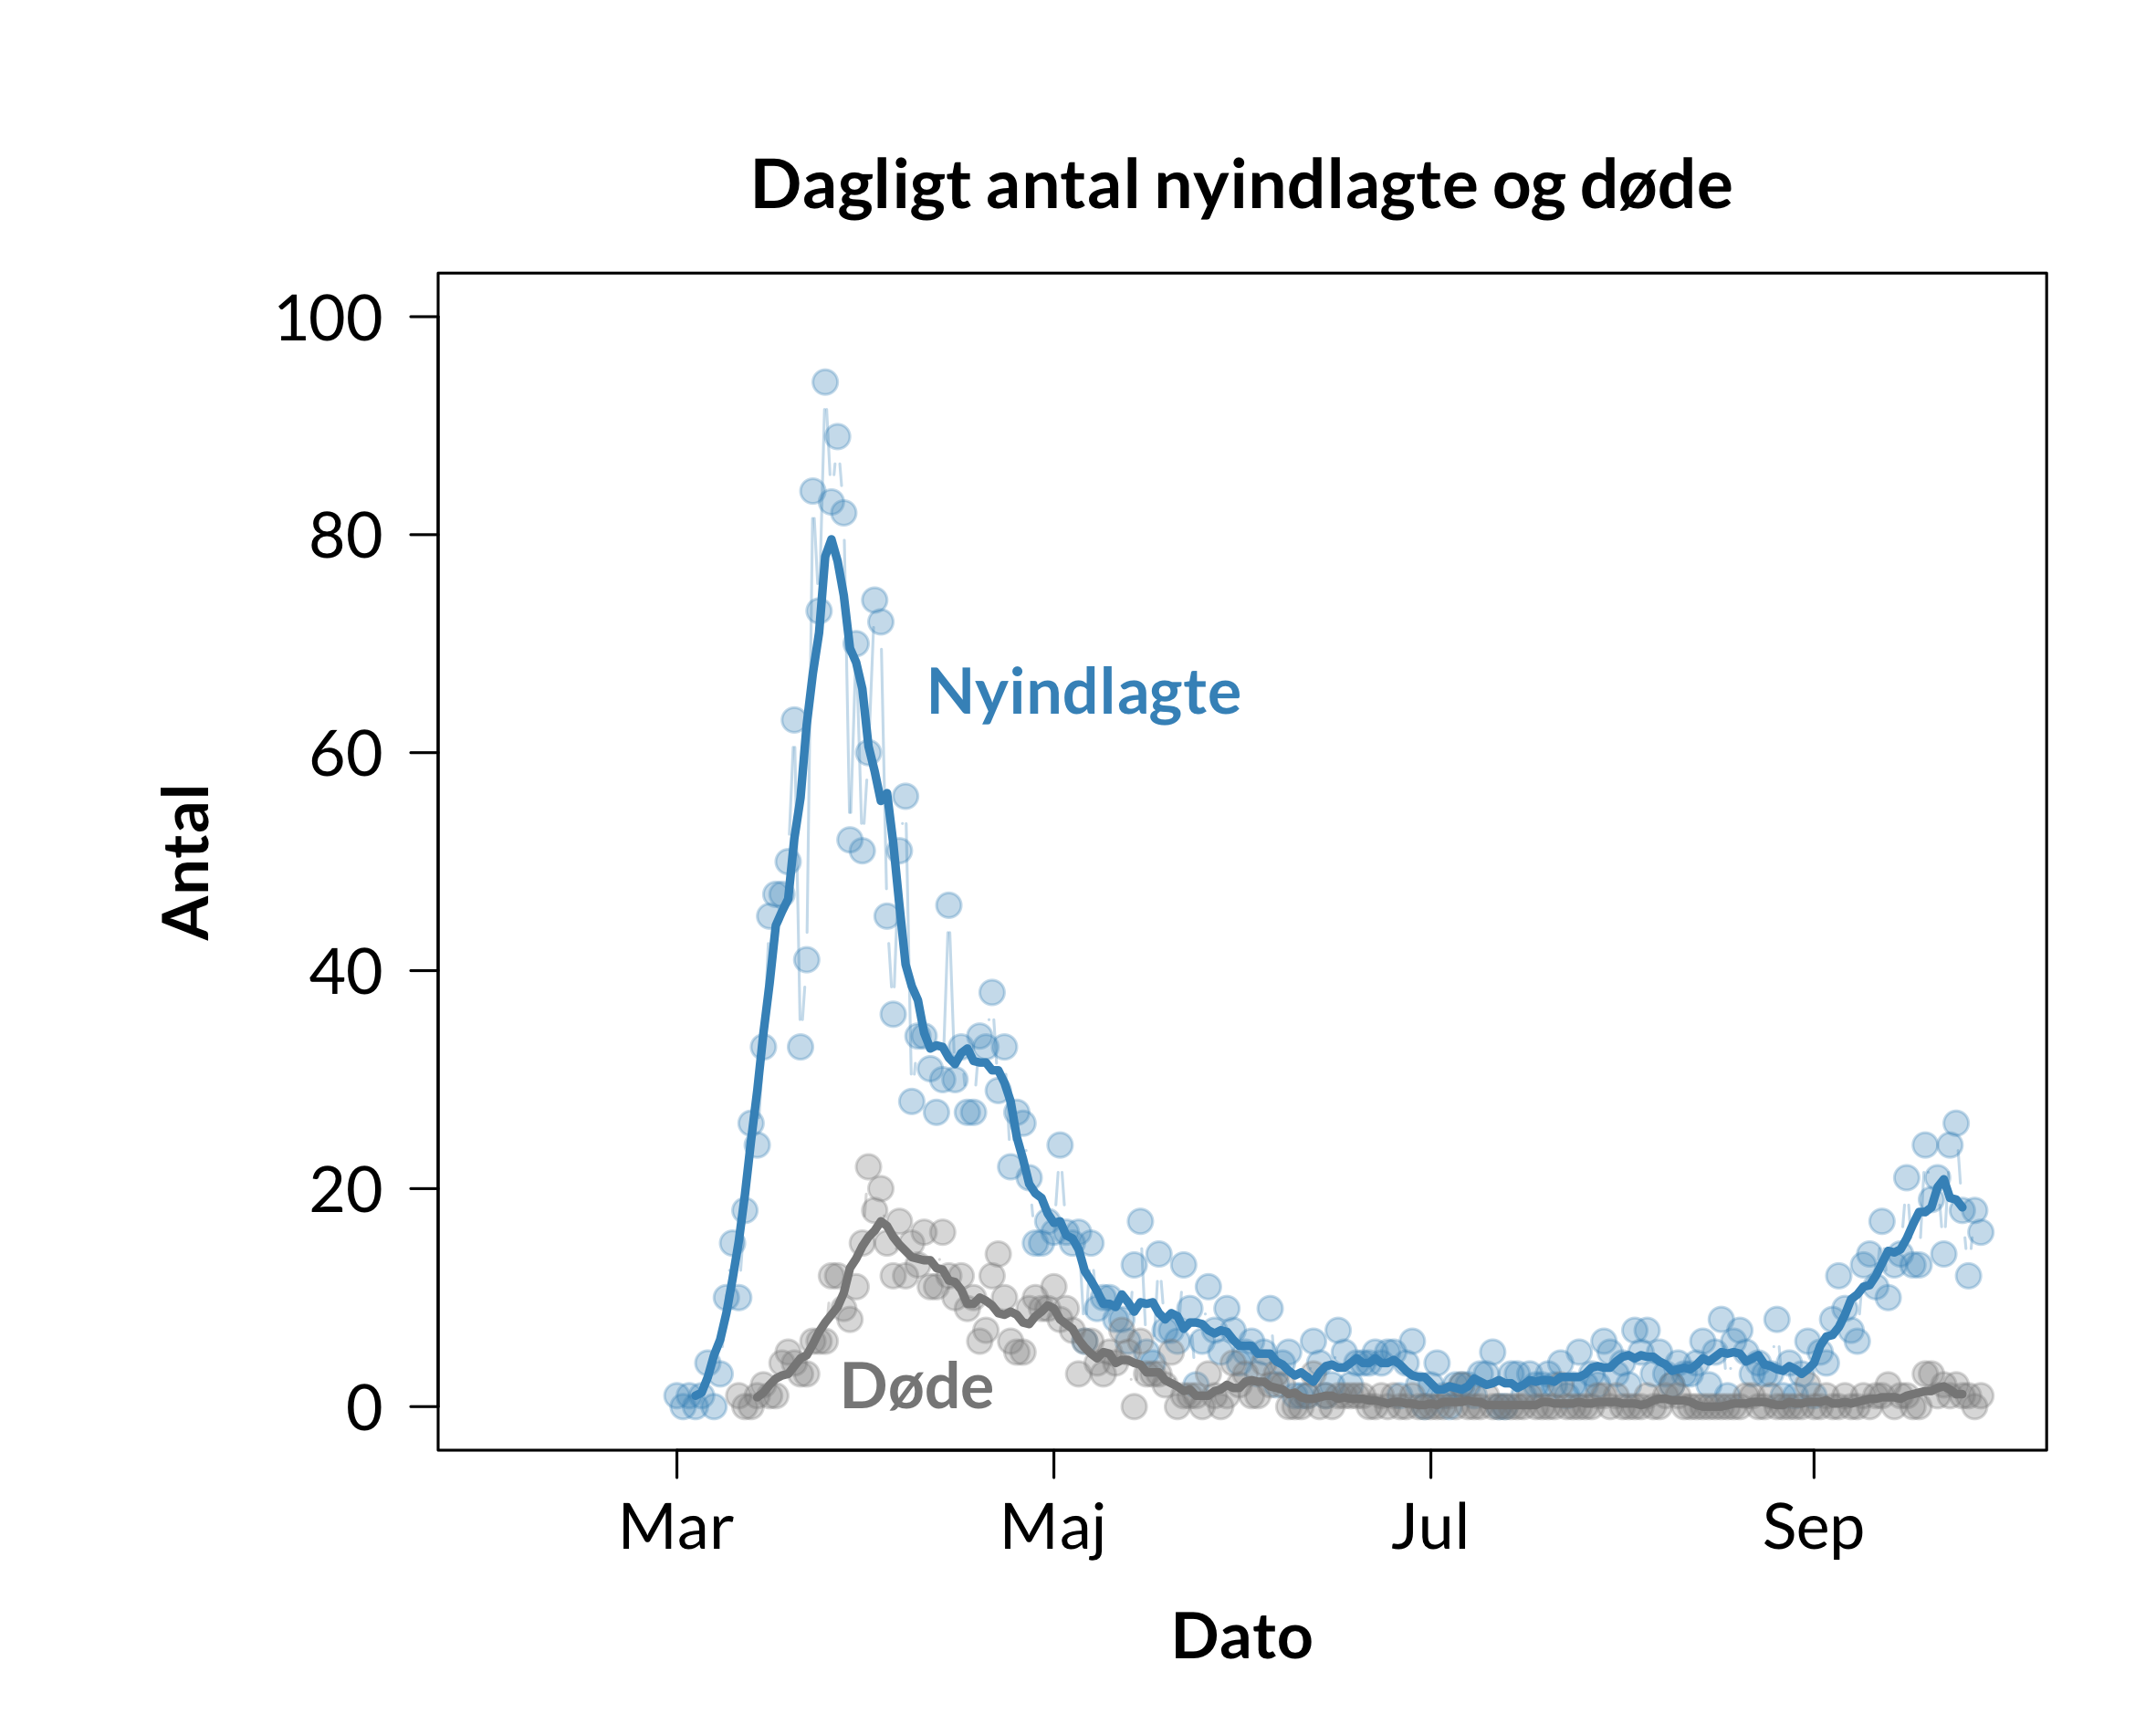 Dagligt antal nyindlagte og døde
100
80
60
40
20
0
Antal
Nyindlagte
Døde
Mar Maj Jul Sep
Dato